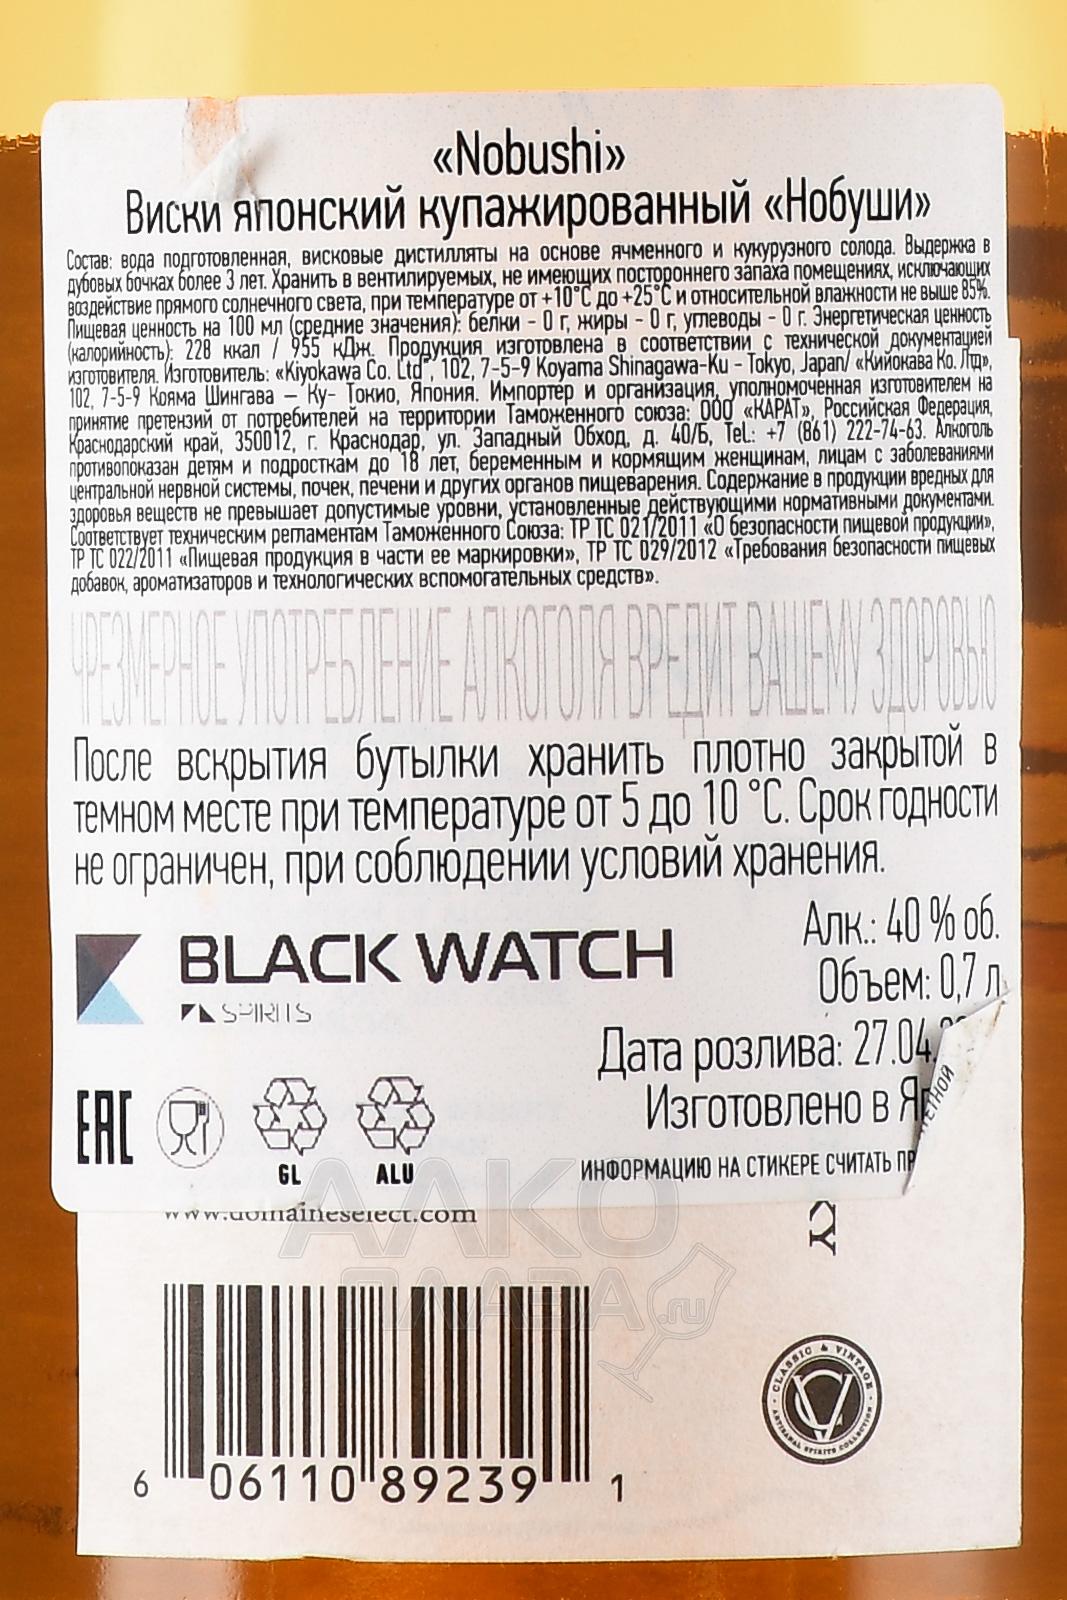 «Nobushi»
Виски японский купажированный «Нобуши»
Состав: вода подготовленная, висковые дистилляты на основе ячменного и кукурузного солода. Выдержка в
дубовых бочках более 3 лет. Хранить в вентилируемых, не имеющих постороннего запаха помещениях, исключающих
воздействие прямого солнечного света, при температуре от +10°C до +25°C и относительной влажности не выше 85%.
Пищевая ценность на 100 мл (средние значения): белки - 0 г, жиры - 0 г, углеводы - 0 г. Энергетическая ценность
(калорийность): 228 ккал / 955 кДж. Продукция изготовлена в соответствии с технической документацией
изготовителя. Изготовитель: «Kiyokawa Co. Ltd", 102, 7-5-9 Koyama Shinagawa-Ku - Tokyo, Japan/ «Кийокава Ко. Лтд»,
102, 7-5-9 Кояма Шингава – Ку- Токио, Япония. Импортер и организация, уполномоченная изготовителем на
принятие претензий от потребителей на территории Таможенного союза: ООО «КАРАТ», Российская Федерация,
Краснодарский край, 350012, г. Краснодар, ул. Западный Обход, д. 40/Б, Tel.: +7 (861) 222-74-63. Алкоголь
противопоказан детям и подросткам до 18 лет, беременным и кормящим женщинам, лицам с заболеваниями
центральной нервной системы, почек, печени и других органов пищеварения. Содержание в продукции вредных для
здоровья веществ не превышает допустимые уровни, установленные действующими нормативными документами.
Соответствует техническим регламентам Таможенного Союза: ТР ТС 021/2011 «О безопасности пищевой продукции»,
ТР ТС 022/2011 «Пищевая продукция в части ее маркировки», ТР ТС 029/2012 «Требования безопасности пищевых
добавок, ароматизаторов и технологических вспомогательных средств».
ЧРЕЗМЕРНОЕ УПОТРЕБЛЕНИЕ АЛКОГОЛЯ ВРЕДИТ ВАШЕМУ ЗДОРОВЬЮ
После вскрытия бутылки хранить плотно закрытой в
темном месте при температуре от 5 до 10 °C. Срок годности
не ограничен, при соблюдении условий хранения.
Алк.: 40 % об.
BLACK WATCH
SPIRITS
Объем: 0,7 л
Дата розлива: 27.04.
Изготовлено в Яп
EAC
GL
ALU
ИНФОРМАЦИЮ НА СТИКЕРЕ СЧИТАТЬ ПР
www.domaineselect.com
КУ
АЛКО
ПЛАЗА.ru
CLASSIC & VINTAGE
ARTISANAL SPIRITS COLLECTION
6 06110 89239 1